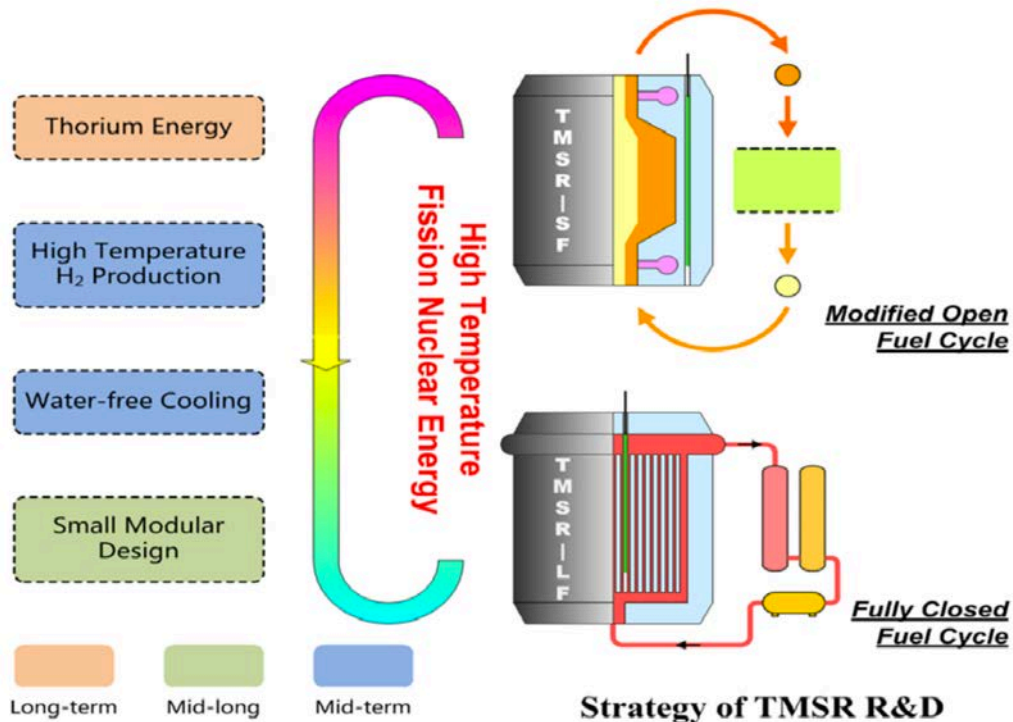 Thorium Energy
High Temperature
H₂ Production
Water-free Cooling
Small Modular
Design
Long-term
Mid-long
Mid-term
High Temperature
Fission Nuclear Energy
TMSR|SF
Modified Open
Fuel Cycle
TMSR|LF
Fully Closed
Fuel Cycle
Strategy of TMSR R&D